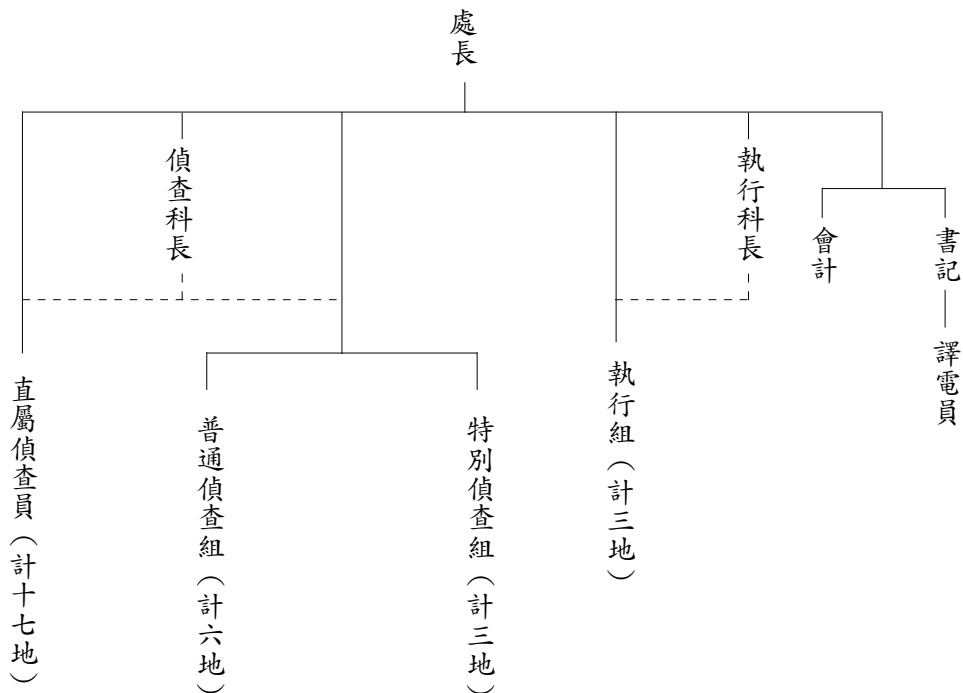 處長
書記
譯電員
會計
執行科長
執行組（計三地）
特別偵查組（計三地）
普通偵查組（計六地）
偵查科長
直屬偵查員（計十七地）